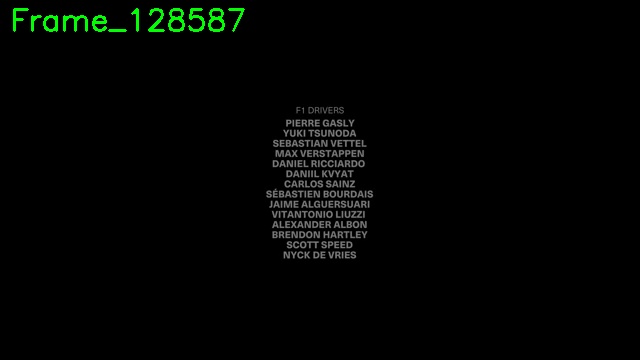 Frame_128587
F1 DRIVERS
PIERRE GASLY
YUKI TSUNODA
SEBASTIAN VETTEL
MAX VERSTAPPEN
DANIEL RICCIARDO
DANIIL KVYAT
CARLOS SAINZ
SÉBASTIEN BOURDAIS
JAIME ALGUERSUARI
VITANTONIO LIUZZI
ALEXANDER ALBON
BRENDON HARTLEY
SCOTT SPEED
NYCK DE VRIES